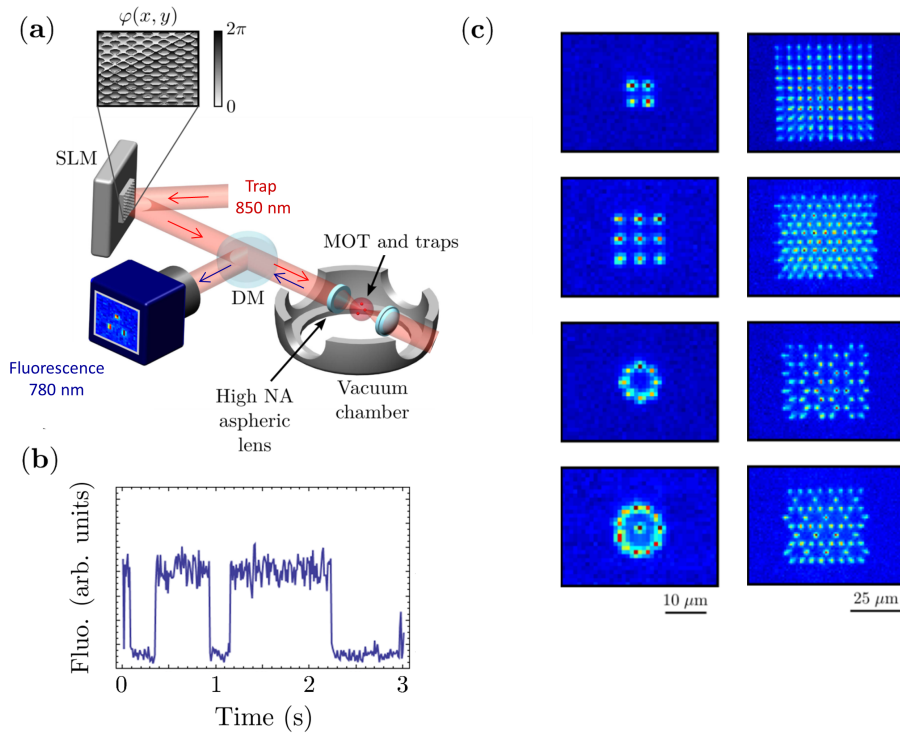 (a)
φ(x, y)
2π
0
SLM
Trap
850 nm
MOT and traps
DM
Fluorescence
780 nm
High NA
aspheric
lens
Vacuum
chamber
(b)
Fluo. (arb. units)
0 1 2 3
Time (s)
(c)
10 μm
25 μm